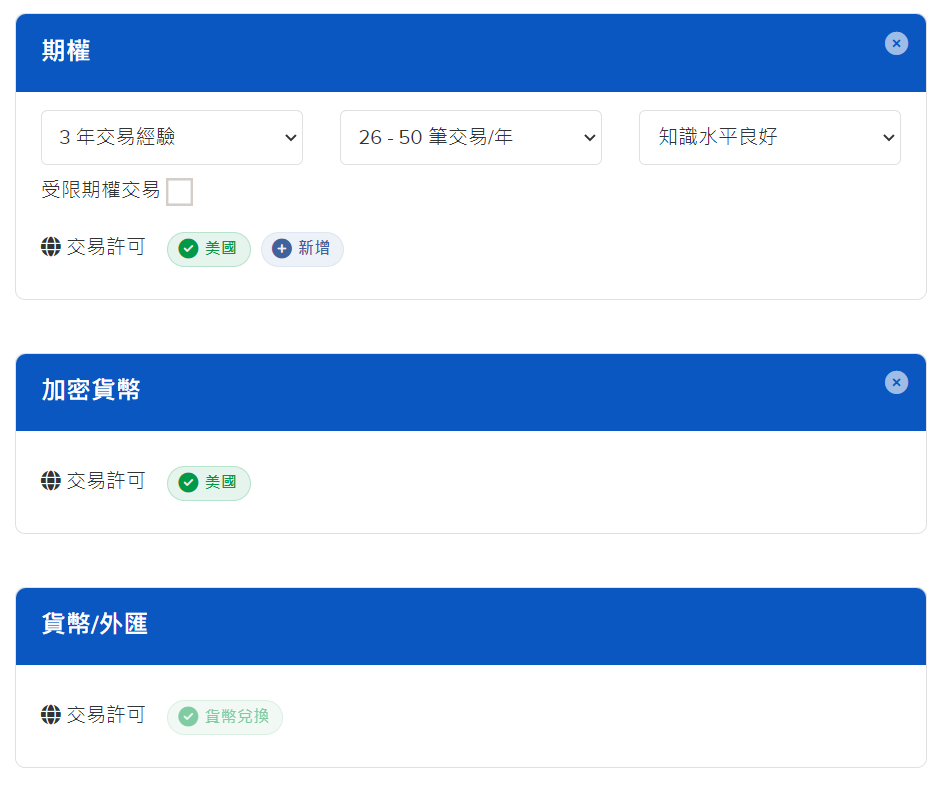 期權
3 年交易經驗 26 - 50 筆交易/年 知識水平良好
受限期權交易
交易許可 美國 新增
加密貨幣
交易許可 美國
貨幣/外匯
交易許可 貨幣兌換